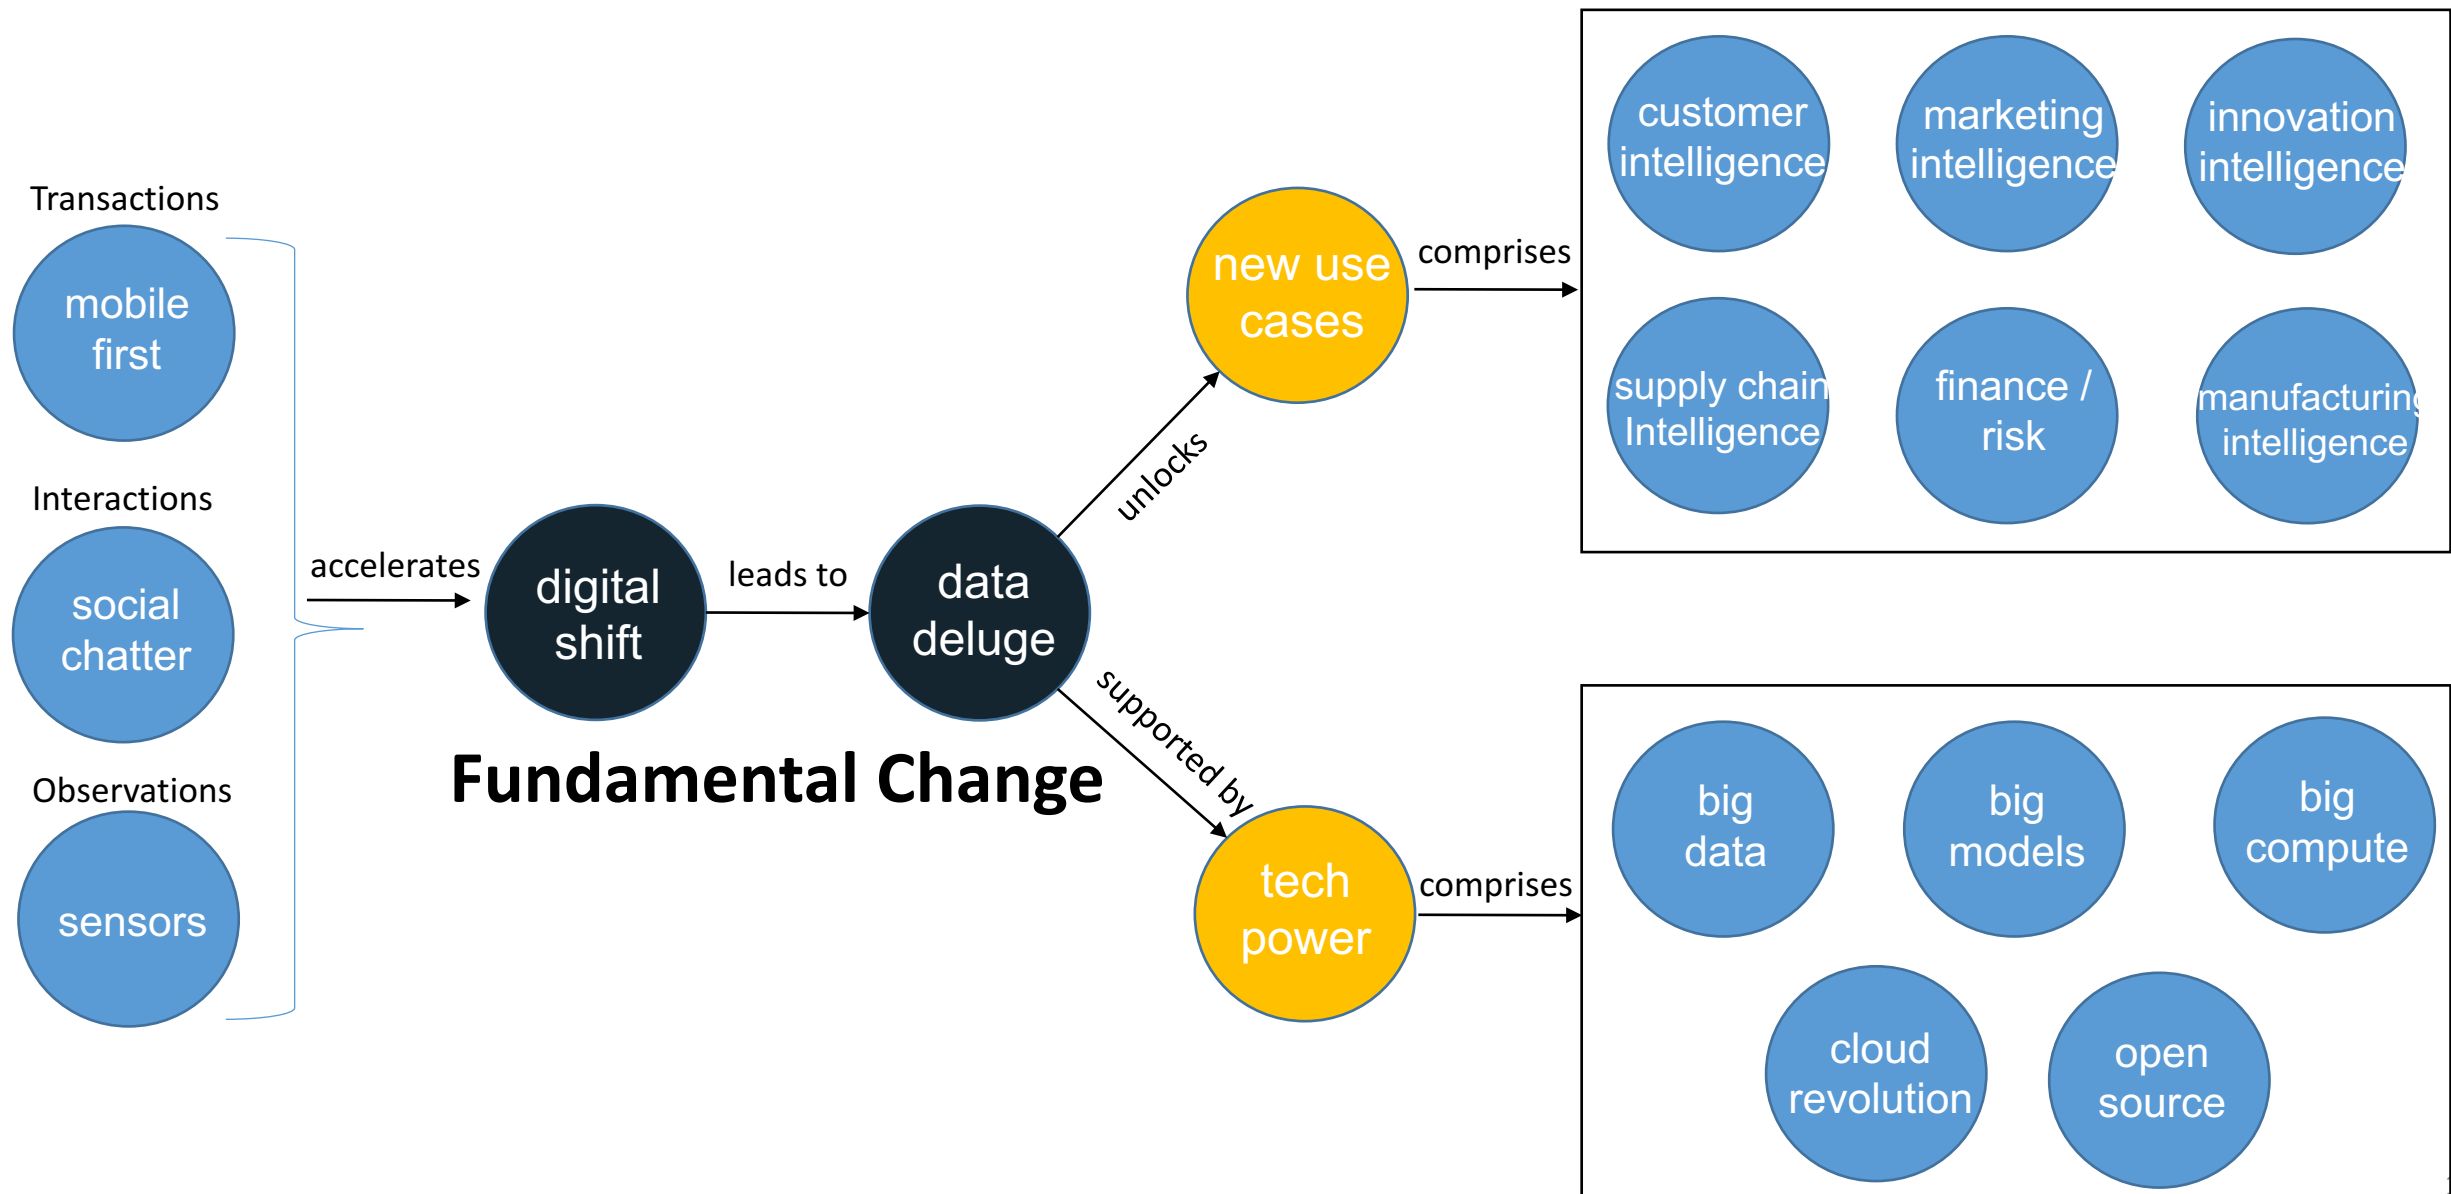 Transactions
mobile
first
Interactions
social
chatter
Observations
sensors
accelerates
digital
shift
leads to
data
deluge
Fundamental Change
unlocks
new use
cases
comprises
customer
intelligence
marketing
intelligence
innovation
intelligence
supply chain
Intelligence
finance /
risk
manufacturing
intelligence
supported by
tech
power
comprises
big
data
big
models
big
compute
cloud
revolution
open
source